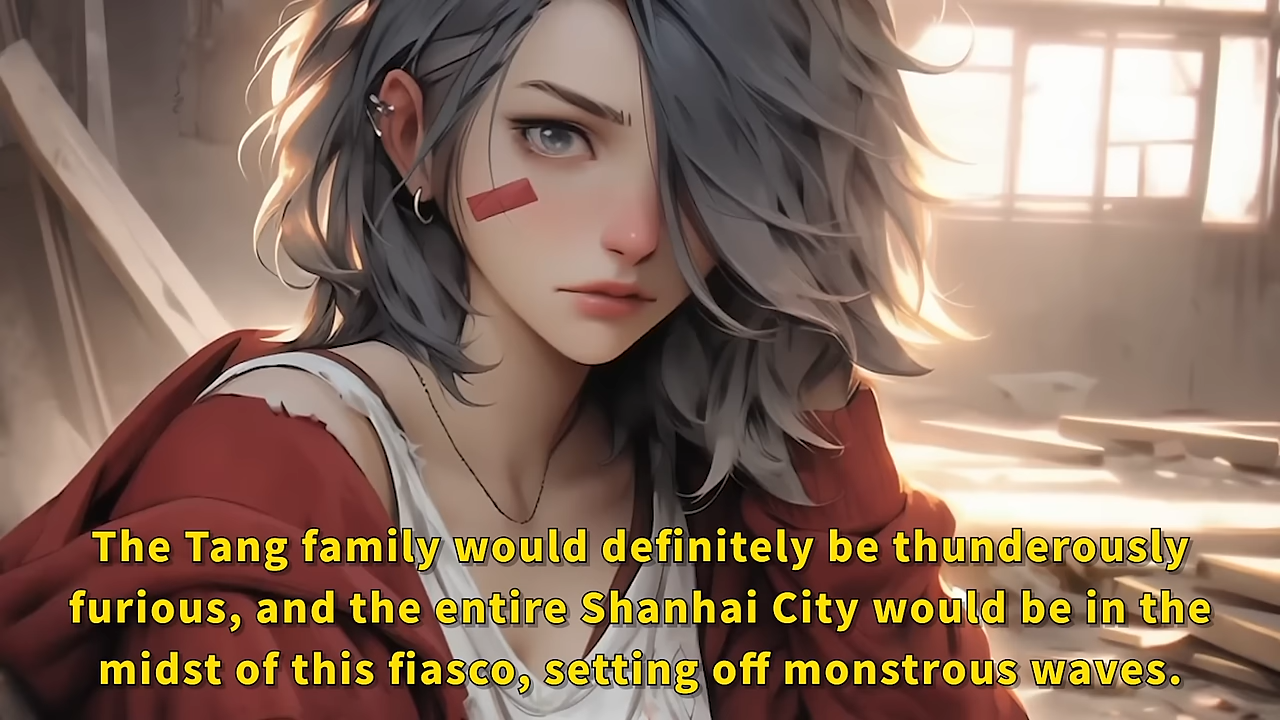 The Tang family would definitely be thunderously
furious, and the entire Shanhai City would be in the
midst of this fiasco, setting off monstrous waves.